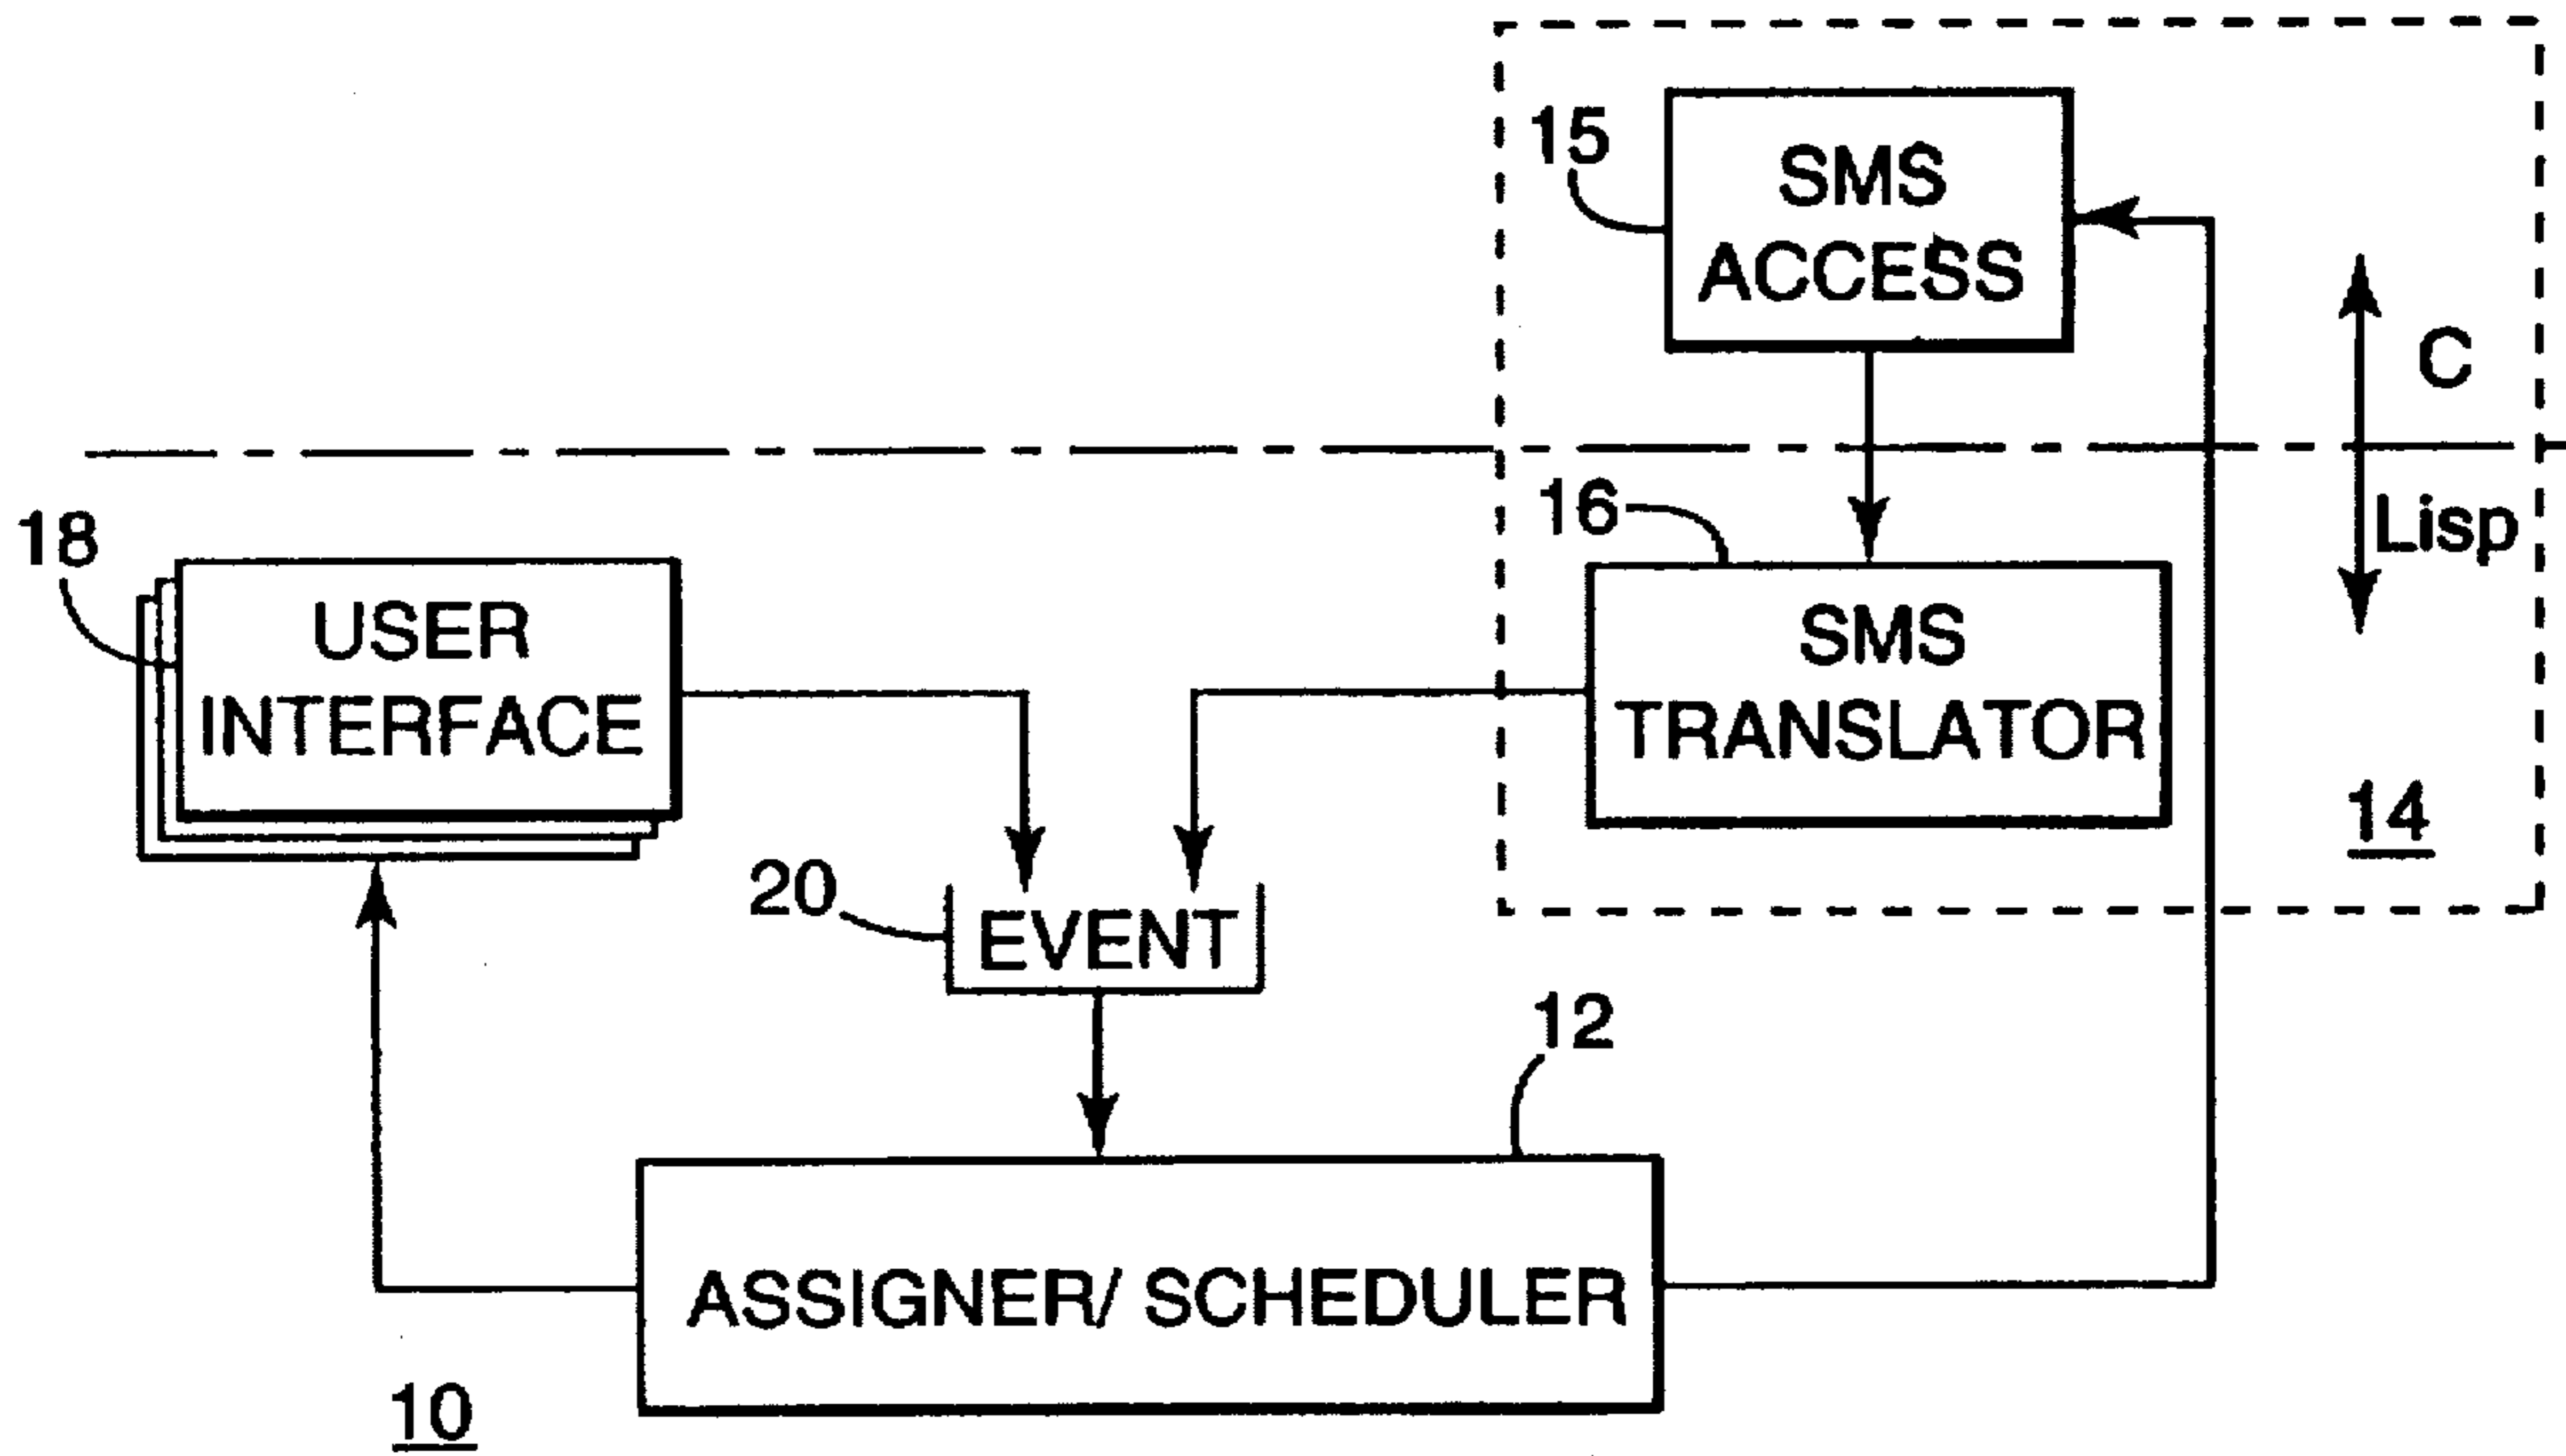 15
SMS
ACCESS
C
16
Lisp
18
USER
INTERFACE
SMS
TRANSLATOR
14
20
EVENT
12
ASSIGNER/ SCHEDULER
10